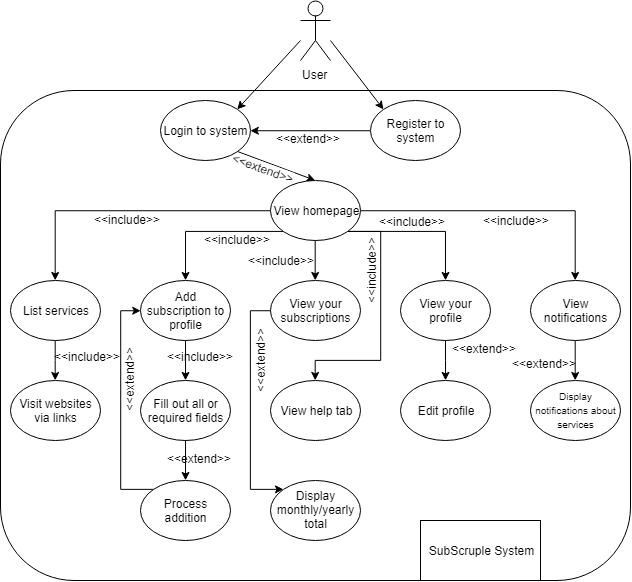 User
Login to system
Register to
system
<<extend>>
<<extend>>
View homepage
<<include>>
<<include>>
<<include>>
<<include>>
<<include>>
<<include>>
List services
Add
subscription to
profile
View your
subscriptions
View your
profile
View
notifications
<<include>>
<<include>>
<<extend>>
<<extend>>
<<extend>>
<<extend>>
Visit websites
via links
Fill out all or
required fields
View help tab
Edit profile
Display
notifications about
services
<<extend>>
Process
addition
Display
monthly/yearly
total
SubScruple System